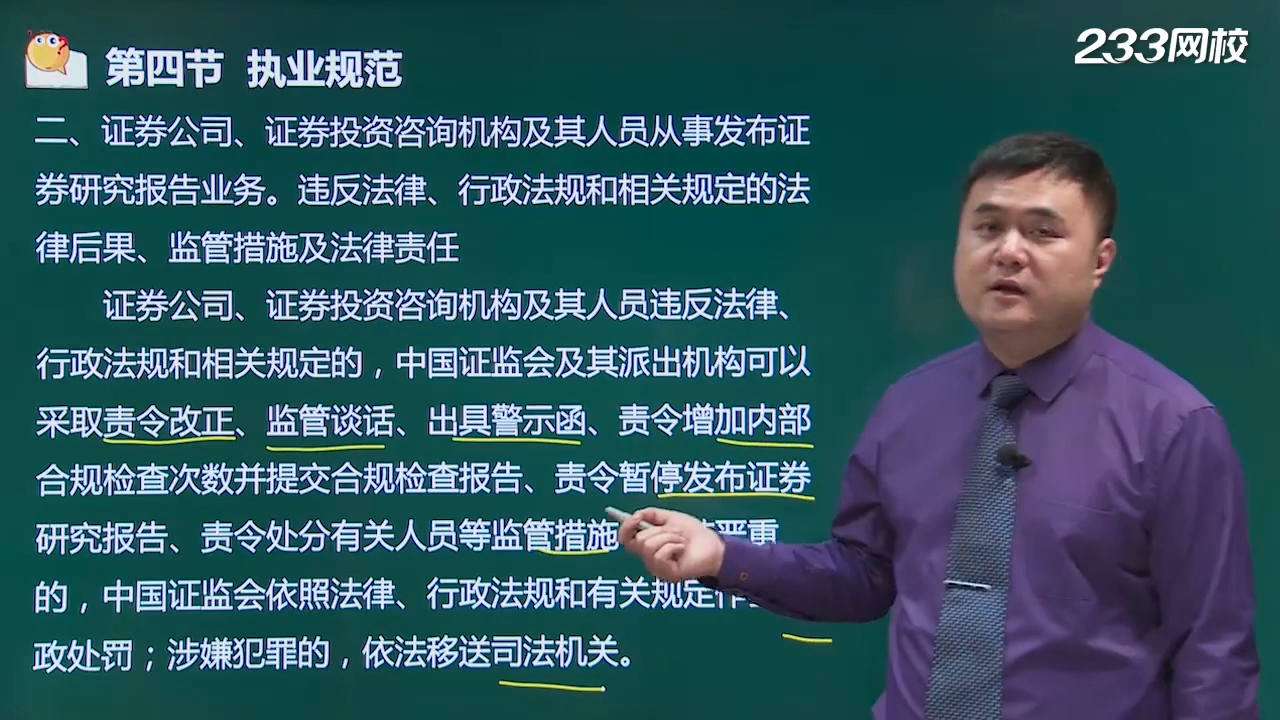 233网校
第四节 执业规范
二、证券公司、证券投资咨询机构及其人员从事发布证
券研究报告业务。违反法律、行政法规和相关规定的法
律后果、监管措施及法律责任
证券公司、证券投资咨询机构及其人员违反法律、
行政法规和相关规定的，中国证监会及其派出机构可以
采取责令改正、监管谈话、出具警示函、责令增加内部
合规检查次数并提交合规检查报告、责令暂停发布证券
研究报告、责令处分有关人员等监管措施 严重
的，中国证监会依照法律、行政法规和有关规定
政处罚；涉嫌犯罪的，依法移送司法机关。